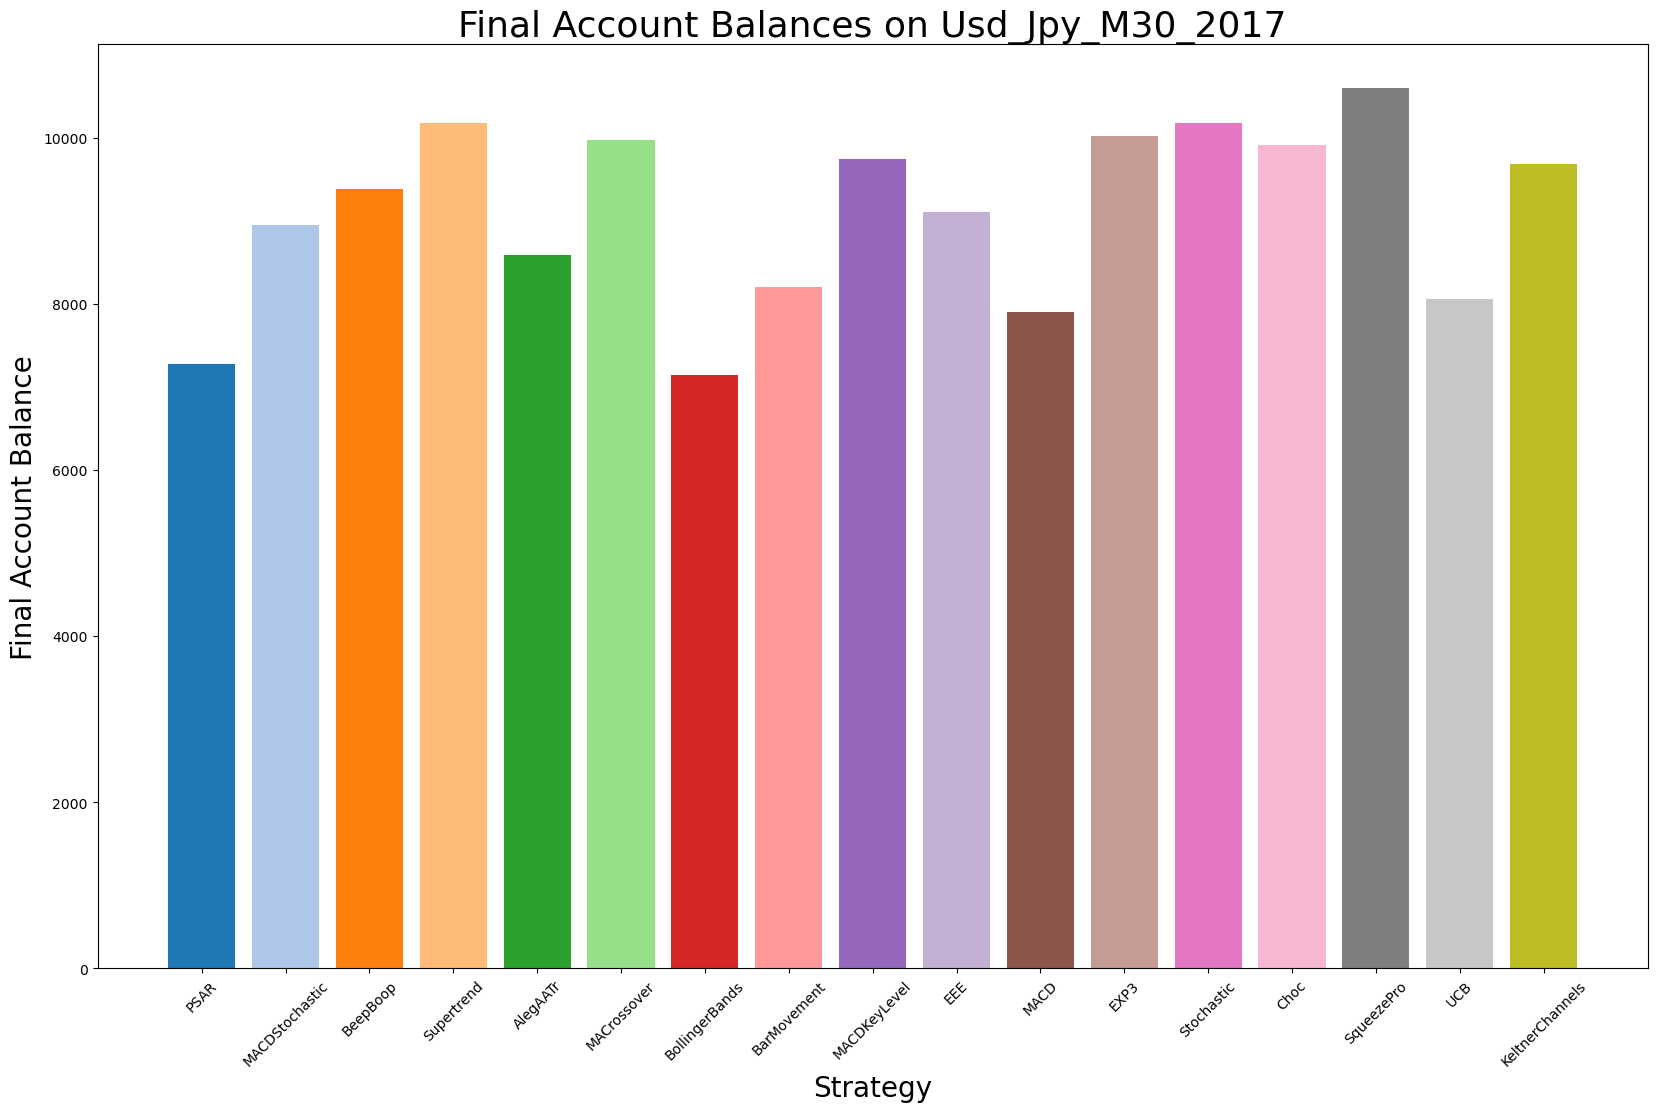 Final Account Balances on Usd_Jpy_M30_2017
Final Account Balance
10000
8000
6000
4000
2000
0
PSAR
MACDStochastic
BeepBoop
Supertrend
AlegAATr
MACrossover
BollingerBands
BarMovement
MACDKeyLevel
EEE
MACD
EXP3
Stochastic
Choc
SqueezePro
UCB
KeltnerChannels
Strategy